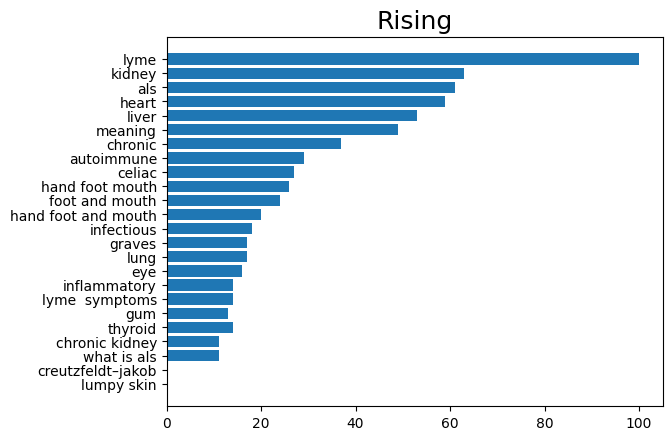 Rising
lyme
kidney
als
heart
liver
meaning
chronic
autoimmune
celiac
hand foot mouth
foot and mouth
hand foot and mouth
infectious
graves
lung
eye
inflammatory
lyme  symptoms
gum
thyroid
chronic kidney
what is als
creutzfeldt–jakob
lumpy skin
0 20 40 60 80 100